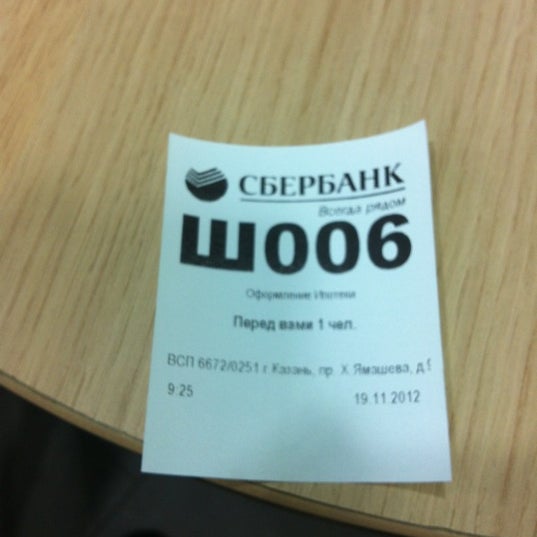 СБЕРБАНК
Всегда рядом
Ш006
Оформление Ипотеки
Перед вами 1 чел.
ВСП 6672/0251 г.Казань, пр. Х.Ямашева, д.
9:25
19.11.2012